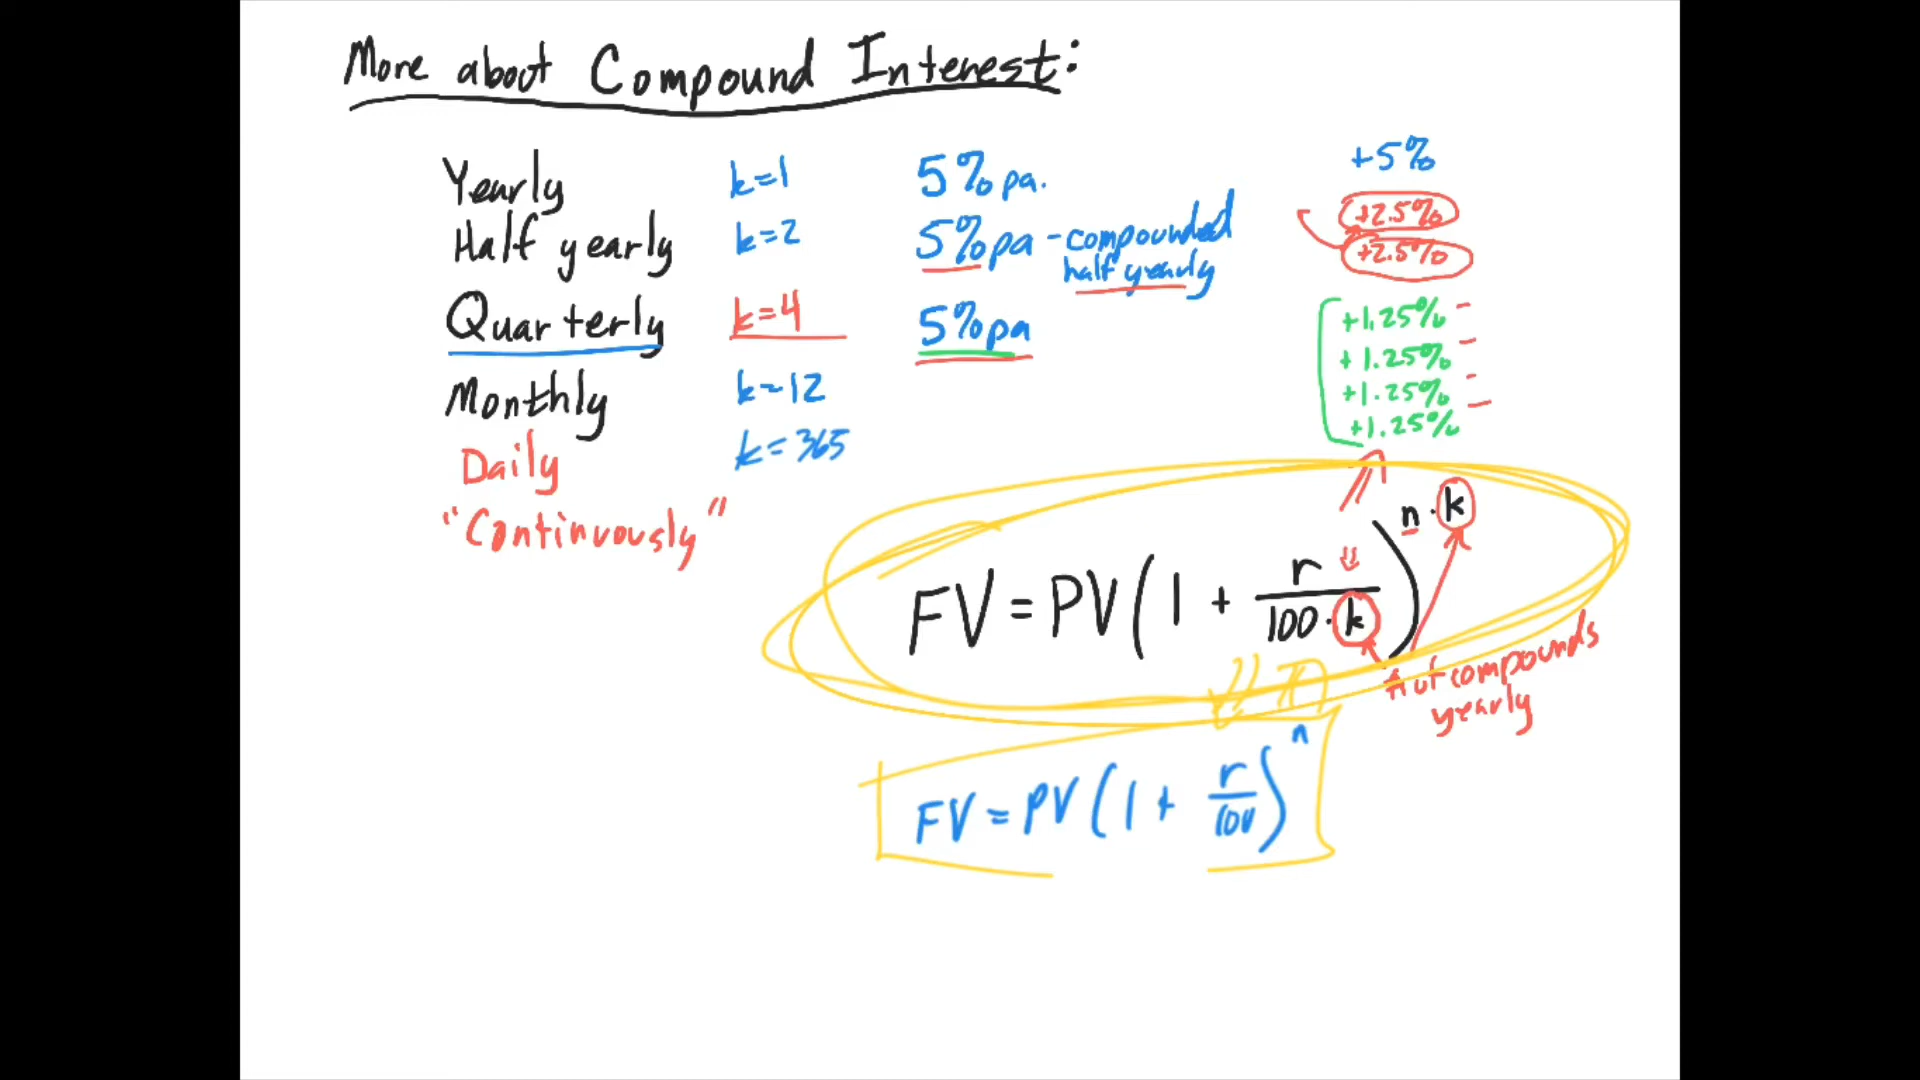 More about Compound Interest:
Yearly k=1 5% pa. +5%
Half yearly k=2 5% pa - compounded half yearly +2.5%
+2.5%
Quarterly k=4 5% pa +1.25%
+1.25%
+1.25%
+1.25%
Monthly k=12
Daily k=365
"Continuously"
FV = PV(1 + r/(100·k))^(n·k)
# of compounds
yearly
FV = PV(1 + r/100)^n